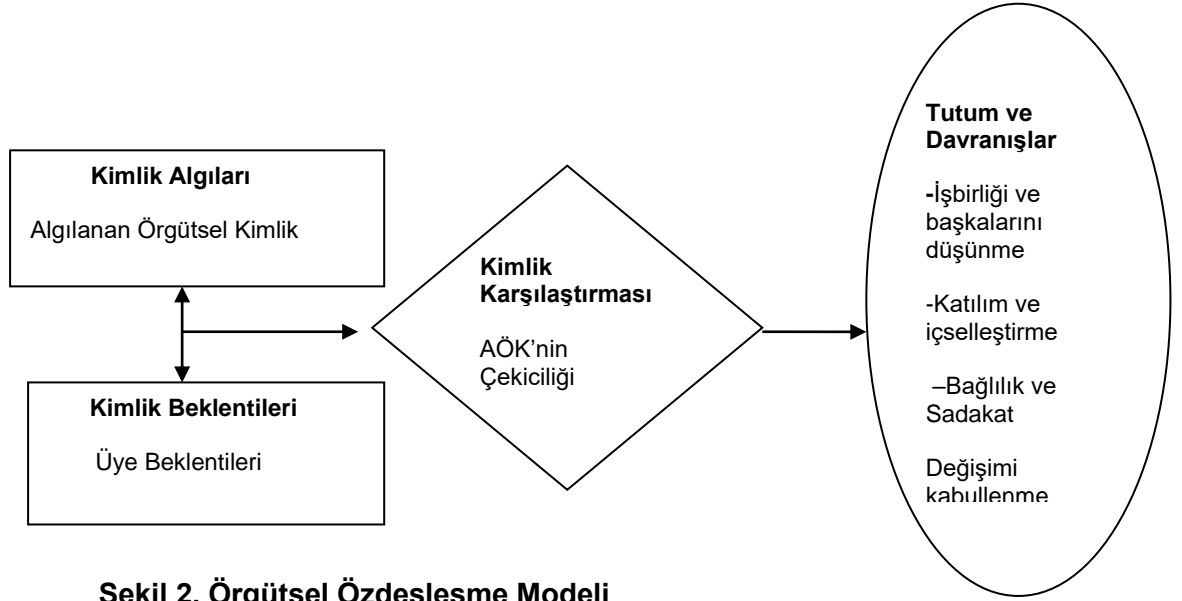 Kimlik Algıları
Algılanan Örgütsel Kimlik
Kimlik Beklentileri
Üye Beklentileri
Kimlik
Karşılaştırması
AÖK’nin
Çekiciliği
Tutum ve
Davranışlar
-İşbirliği ve
başkalarını
düşünme
-Katılım ve
içselleştirme
–Bağlılık ve
Sadakat
Değişimi
kabullenme
Şekil 2. Örgütsel Özdeşleşme Modeli